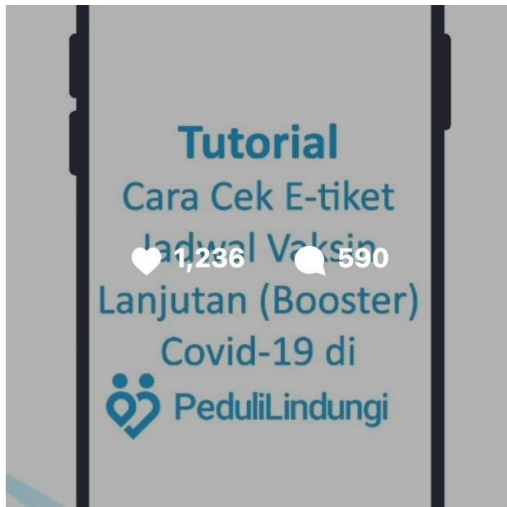 Tutorial
Cara Cek E-tiket
Jadwal Vaksin
1,236 590
Lanjutan (Booster)
Covid-19 di
PeduliLindungi